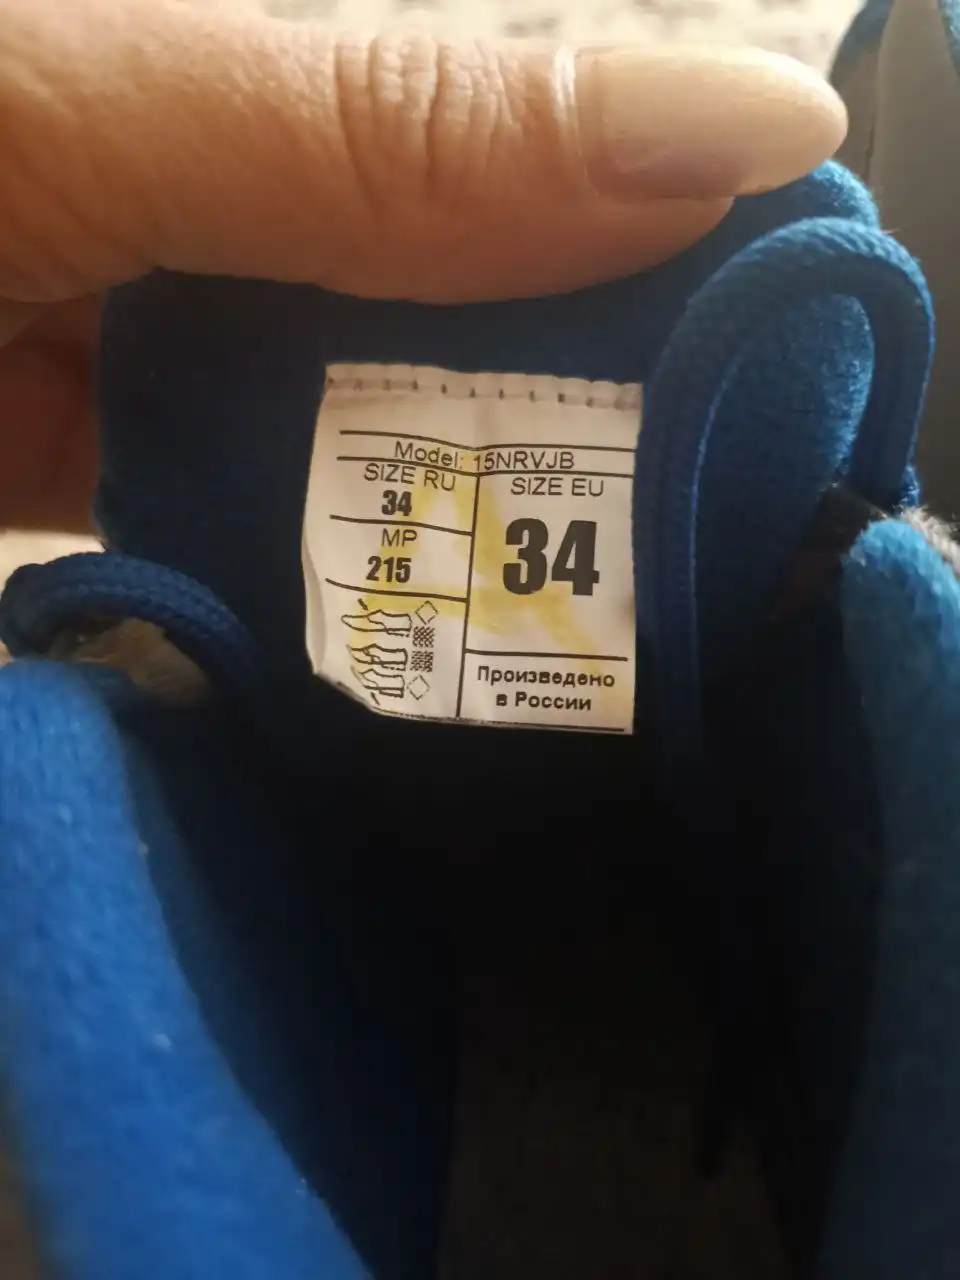 Model: 15NRVJB
SIZE RU
34
MP
215
SIZE EU
34
Произведено
в России